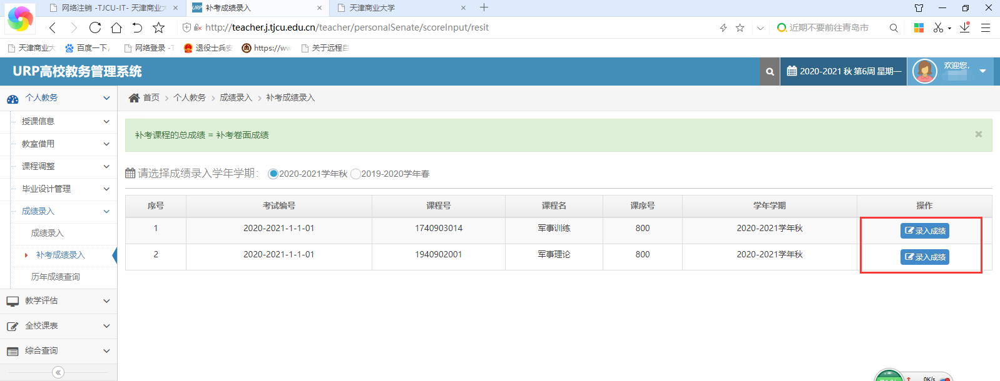 网络注销 -TJCU-IT- 天津商业大
补考成绩录入
天津商业大学
http://teacher.j.tjcu.edu.cn/teacher/personalSenate/scoreInput/resit
近期不要前往青岛市
天津商业大
百度一下,
网络登录 -T
退役士兵安
https://ww
关于远程自
URP高校教务管理系统
2020-2021 秋 第6周 星期一
欢迎您,
个人教务
首页 > 个人教务 > 成绩录入 > 补考成绩录入
授课信息
教室借用
课程调整
毕业设计管理
成绩录入
成绩录入
补考成绩录入
历年成绩查询
教学评估
全校课表
综合查询
补考课程的总成绩 = 补考卷面成绩
请选择成绩录入学年学期: 2020-2021学年秋 2019-2020学年春
序号 考试编号 课程号 课程名 课序号 学年学期 操作
1 2020-2021-1-1-01 1740903014 军事训练 800 2020-2021学年秋 录入成绩
2 2020-2021-1-1-01 1940902001 军事理论 800 2020-2021学年秋 录入成绩
0K/s